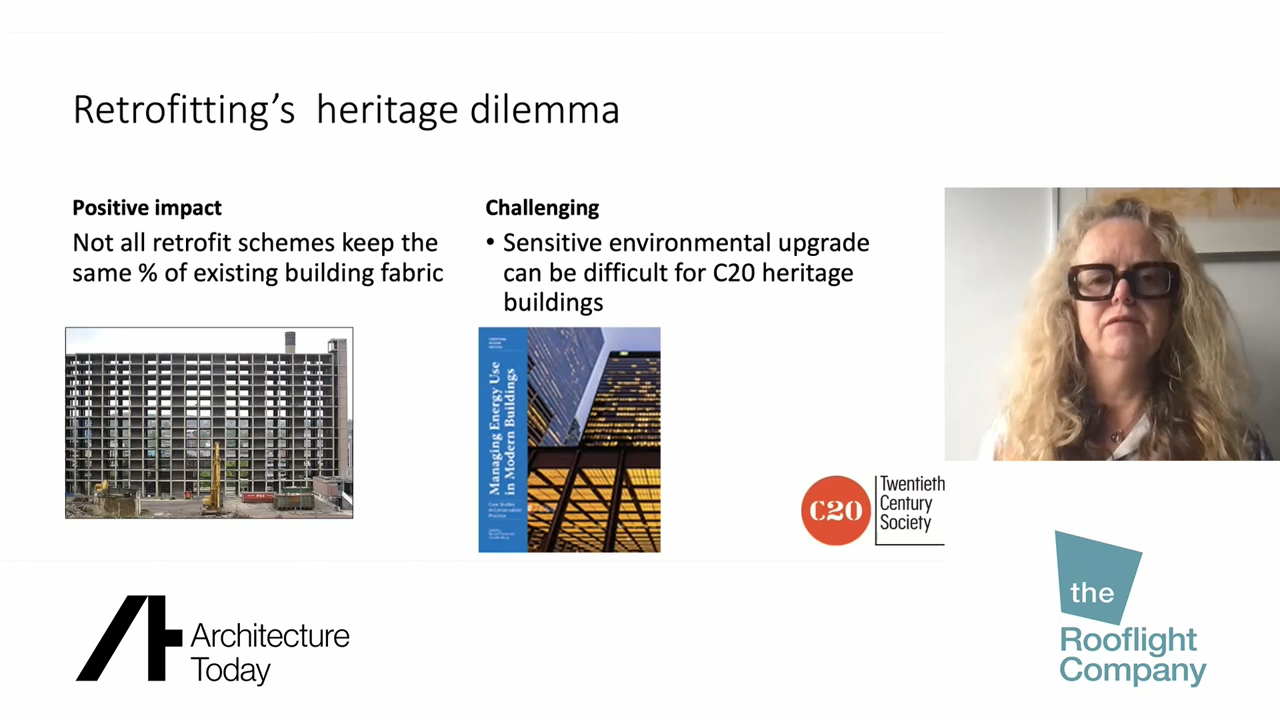 Retrofitting's heritage dilemma
Positive impact
Not all retrofit schemes keep the
same % of existing building fabric
Challenging
• Sensitive environmental upgrade
can be difficult for C20 heritage
buildings
Managing Energy Use
in Modern Buildings
Case Studies
in Conservation
Practice
C20
Twentieth
Century
Society
Architecture
Today
the
Rooflight
Company